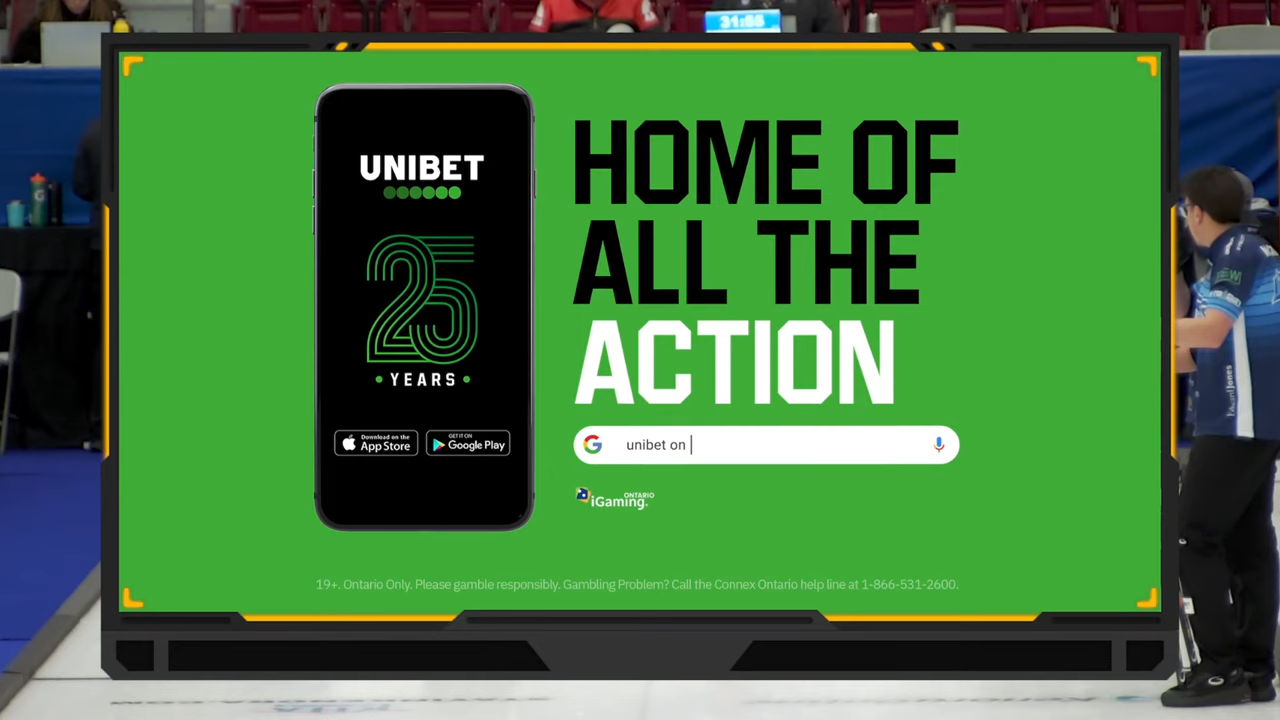 31:55
UNIBET
25
YEARS
Download on the
App Store
GET IT ON
Google Play
HOME OF
ALL THE
ACTION
unibet on
iGaming
ONTARIO
19+. Ontario Only. Please gamble responsibly. Gambling Problem? Call the Connex Ontario help line at 1-866-531-2600.